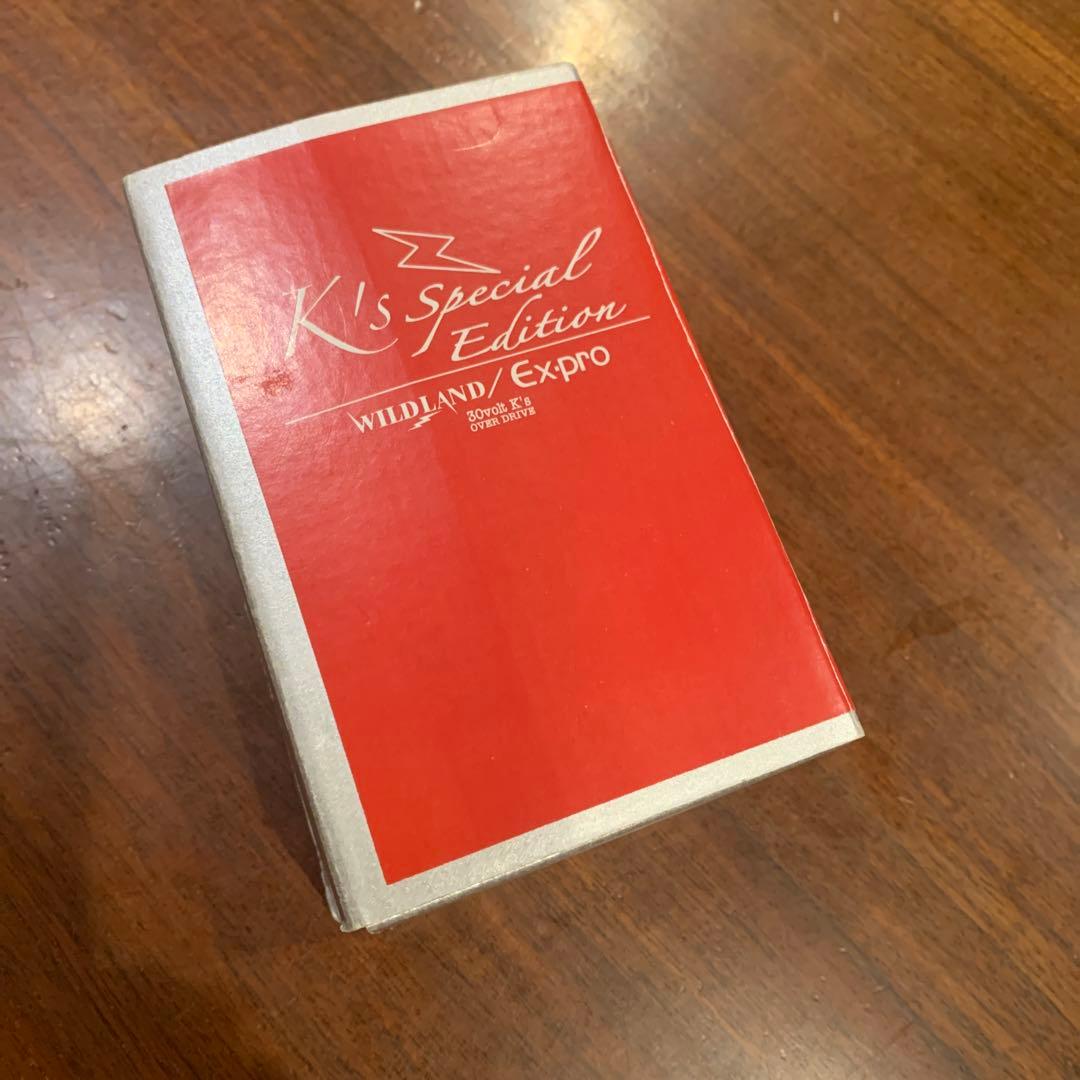 K's Special
Edition
WILDLAND / Ex·pro
30volt K's
OVER DRIVE